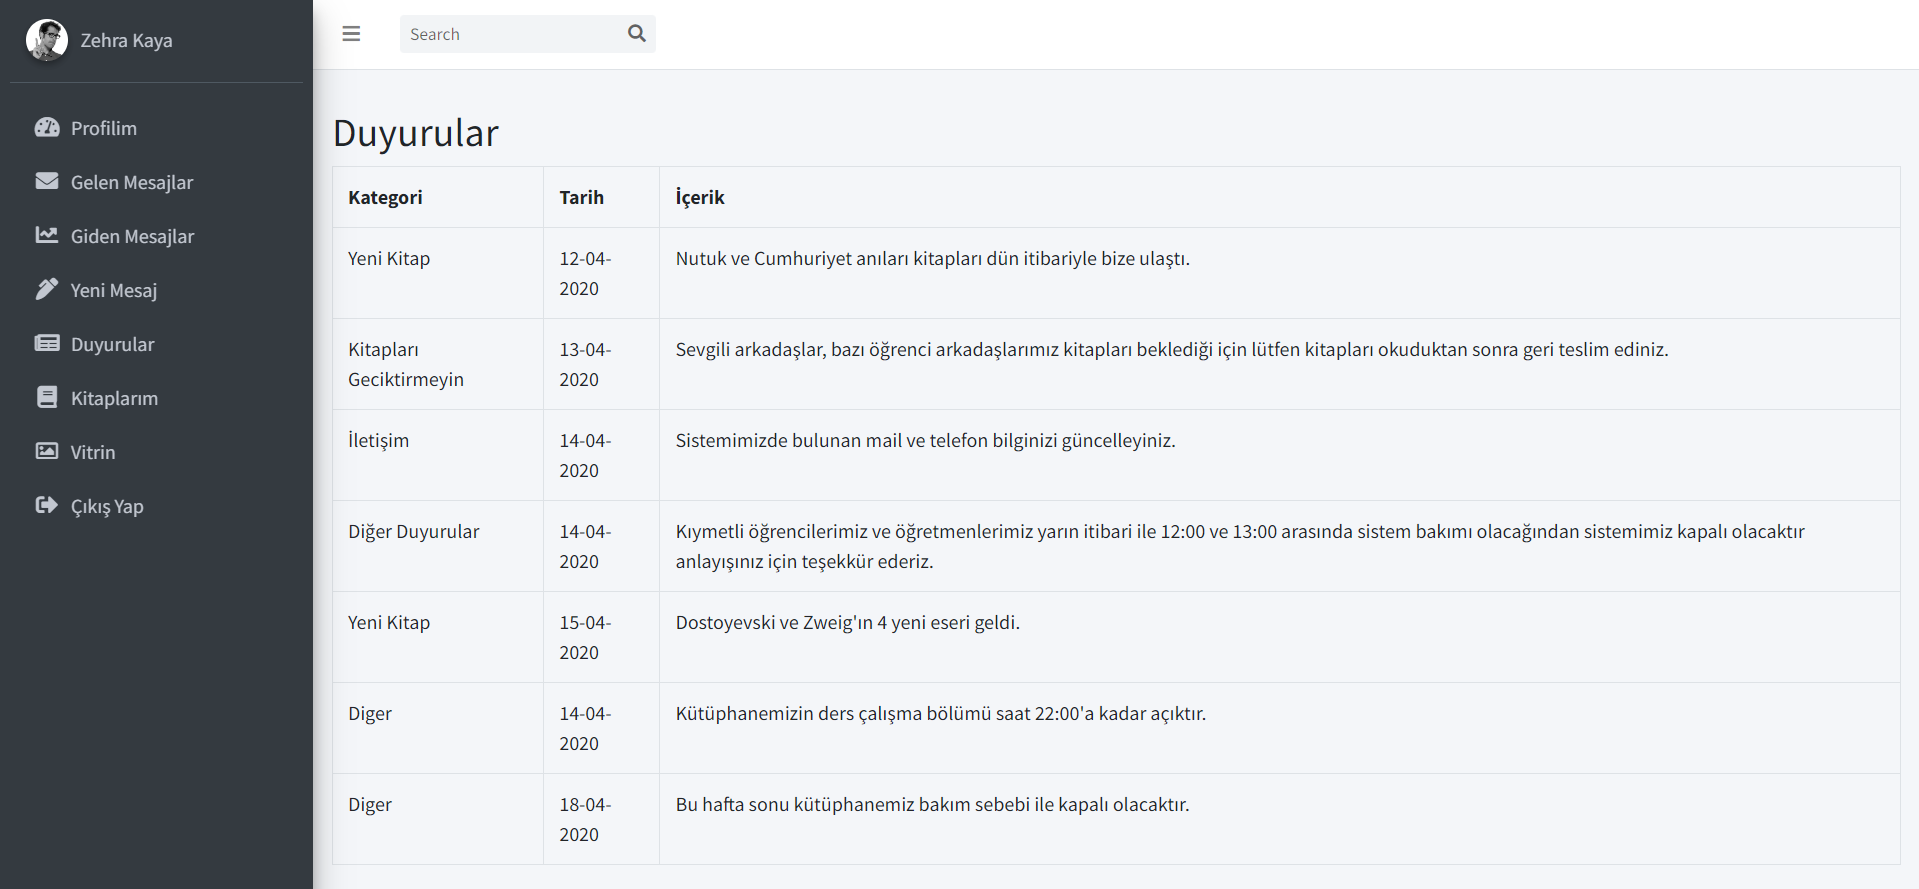 Zehra Kaya
Profilim
Gelen Mesajlar
Giden Mesajlar
Yeni Mesaj
Duyurular
Kitaplarım
Vitrin
Çıkış Yap
Search
Duyurular
Kategori Tarih İçerik
Yeni Kitap 12-04- Nutuk ve Cumhuriyet anıları kitapları dün itibariyle bize ulaştı.
2020
Kitapları 13-04- Sevgili arkadaşlar, bazı öğrenci arkadaşlarımız kitapları beklediği için lütfen kitapları okuduktan sonra geri teslim ediniz.
Geciktirmeyin 2020
İletişim 14-04- Sistemimizde bulunan mail ve telefon bilginizi güncelleyiniz.
2020
Diğer Duyurular 14-04- Kıymetli öğrencilerimiz ve öğretmenlerimiz yarın itibari ile 12:00 ve 13:00 arasında sistem bakımı olacağından sistemimiz kapalı olacaktır
2020 anlayışınız için teşekkür ederiz.
Yeni Kitap 15-04- Dostoyevski ve Zweig'ın 4 yeni eseri geldi.
2020
Diger 14-04- Kütüphanemizin ders çalışma bölümü saat 22:00'a kadar açıktır.
2020
Diger 18-04- Bu hafta sonu kütüphanemiz bakım sebebi ile kapalı olacaktır.
2020